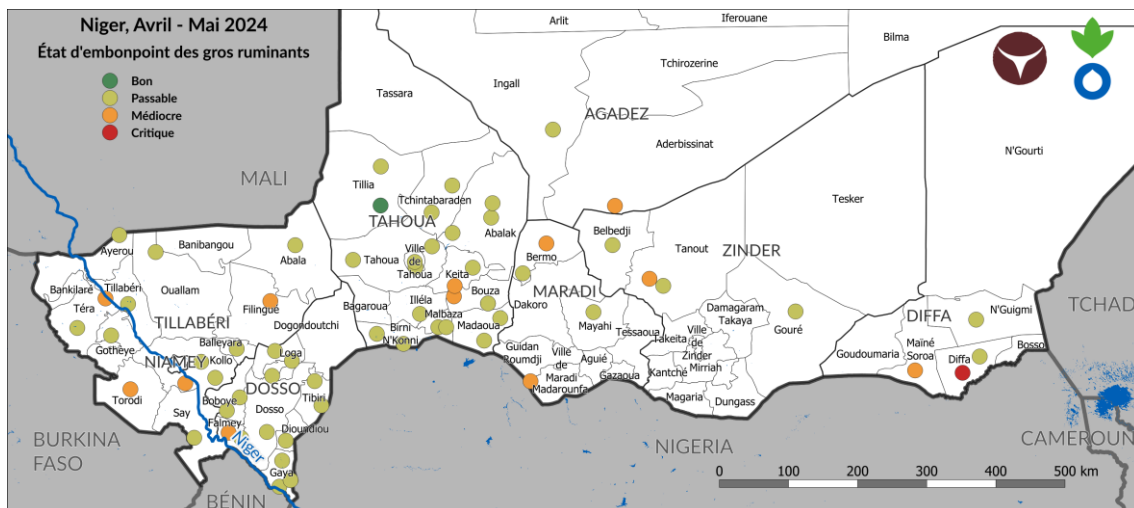 Niger, Avril - Mai 2024
État d'embonpoint des gros ruminants
Bon
Passable
Médiocre
Critique
Arlit
Iferouane
Bilma
Tchirozerine
Ingall
Tassara
AGADEZ
Aderbissinat
N'Gourti
MALI
Tillia
Tchintabaraden
Tesker
TAHOUA
Abalak
Ayerou
Banibangou
Abala
Ville
de
Tahoua
Tahoua
Keita
Bermo
Belbedji
Tanout
ZINDER
Bankilaré
Tillabéri
Ouallam
Filingué
Bagaroua
Illéla
Bouza
Dakoro
MARADI
TCHAD
Téra
TILLABÉRI
Dogondoutchi
Birni
N'Konni
Malbaza
Madaoua
Mayahi
Tessaoua
Damagaram
Takaya
Gouré
DIFFA
N'Guigmi
Gothèye
Balleyara
Takeita
Ville
de
Zinder
Goudoumaria
Maïné
Soroa
Diffa
Bosso
NIAMEY
Kollo
Loga
Guidan
Roumdji
Ville
de
Maradi
Aguié
Mirriah
Kantché
Torodi
Say
DOSSO
Boboye
Dosso
Tibiri
Madarounfa
Gazaoua
Magaria
Dungass
Falmey
Dioundiou
Niger
BURKINA
FASO
NIGERIA
CAMEROUN
Gaya
BÉNIN
0 100 200 300 400 500 km